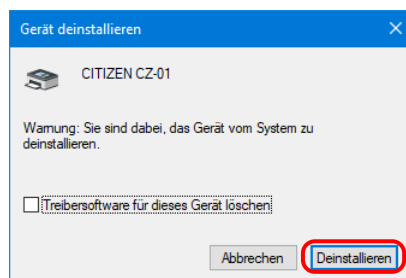 Gerät deinstallieren
CITIZEN CZ-01
Warnung: Sie sind dabei, das Gerät vom System zu
deinstallieren.
Treibersoftware für dieses Gerät löschen
Abbrechen Deinstallieren